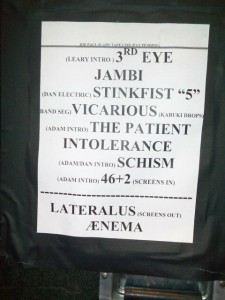 (LEARY INTRO) 3RD EYE
JAMBI
(DAN ELECTRIC) STINKFIST "5"
BAND SEG) VICARIOUS (KABUKI DROPS)
(ADAM INTRO) THE PATIENT
INTOLERANCE
(ADAM/DAN INTRO) SCHISM
(ADAM INTRO) 46+2 (SCREENS IN)
LATERALUS (SCREENS OUT)
ÆNEMA